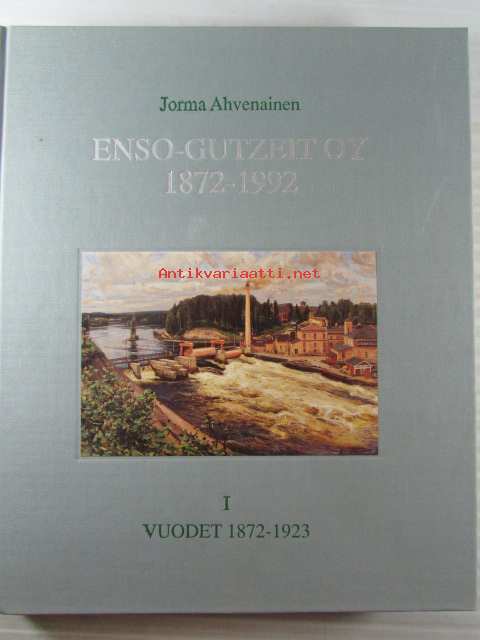 Jorma Ahvenainen
ENSO-GUTZEIT OY
1872-1992
Antikvariaatti.net
I
VUODET 1872-1923